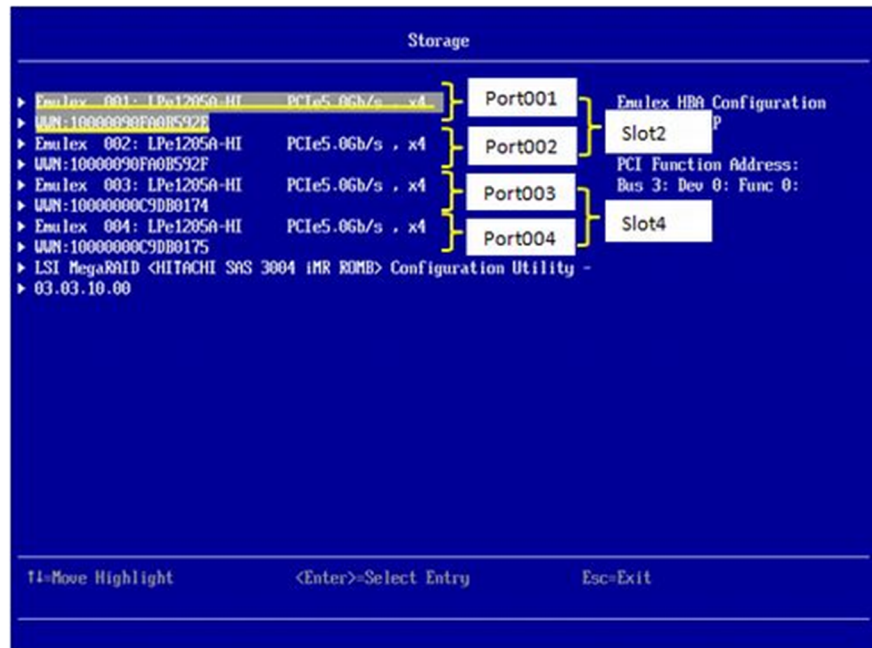 Storage
▶ Emulex 001: LPe1205A-HI PCIe5.0Gb/s , x4
▶ WWN:10000090FA0B592E
▶ Emulex 002: LPe1205A-HI PCIe5.0Gb/s , x4
▶ WWN:10000090FA0B592F
▶ Emulex 003: LPe1205A-HI PCIe5.0Gb/s , x4
▶ WWN:10000000C9DB0174
▶ Emulex 004: LPe1205A-HI PCIe5.0Gb/s , x4
▶ WWN:10000000C9DB0175
▶ LSI MegaRAID <HITACHI SAS 3004 iMR ROMB> Configuration Utility -
▶ 03.03.10.00
Port001
Port002
Port003
Port004
Slot2
Slot4
Emulex HBA Configuration
P
PCI Function Address:
Bus 3: Dev 0: Func 0:
↑↓=Move Highlight
<Enter>=Select Entry
Esc=Exit